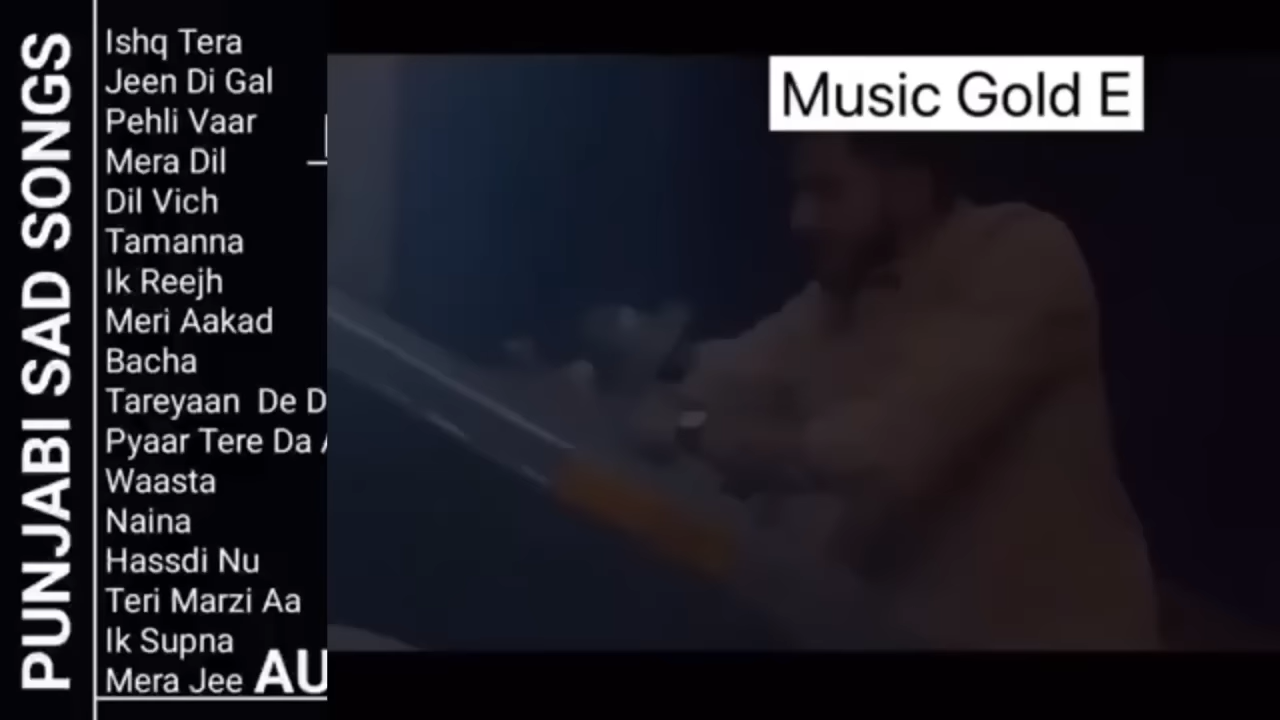 PUNJABI SAD SONGS
Ishq Tera
Jeen Di Gal
Pehli Vaar
Mera Dil
Dil Vich
Tamanna
Ik Reejh
Meri Aakad
Bacha
Tareyaan De D
Pyaar Tere Da
Waasta
Naina
Hassdi Nu
Teri Marzi Aa
Ik Supna
Mera Jee
AU
Music Gold E